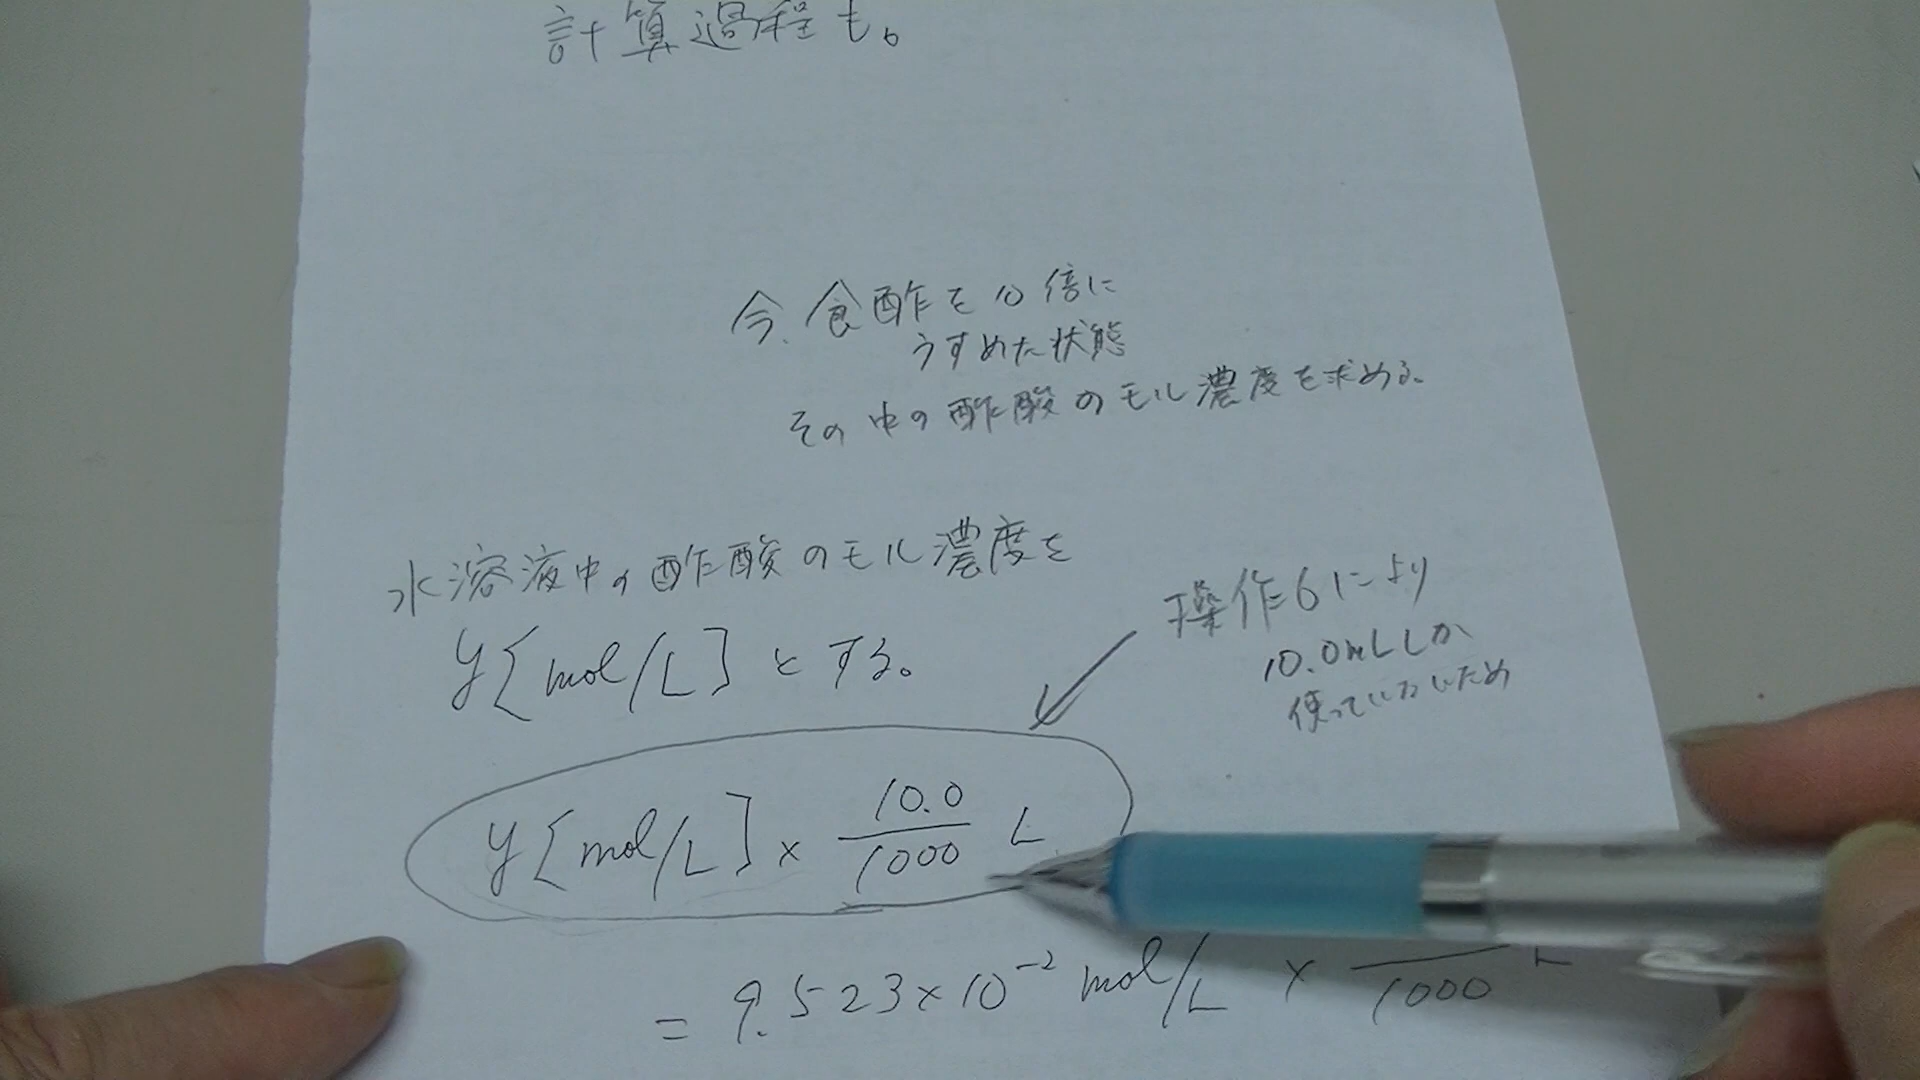 計算過程も。
今、食酢を10倍に
うすめた状態
その中の酢酸のモル濃度を求める。
水溶液中の酢酸のモル濃度を
y[mol/L]とする。
操作6により
10.0mLしか
使っていないため
y[mol/L] × 10.0/1000 L
= 9.523×10⁻² mol/L × /1000 L